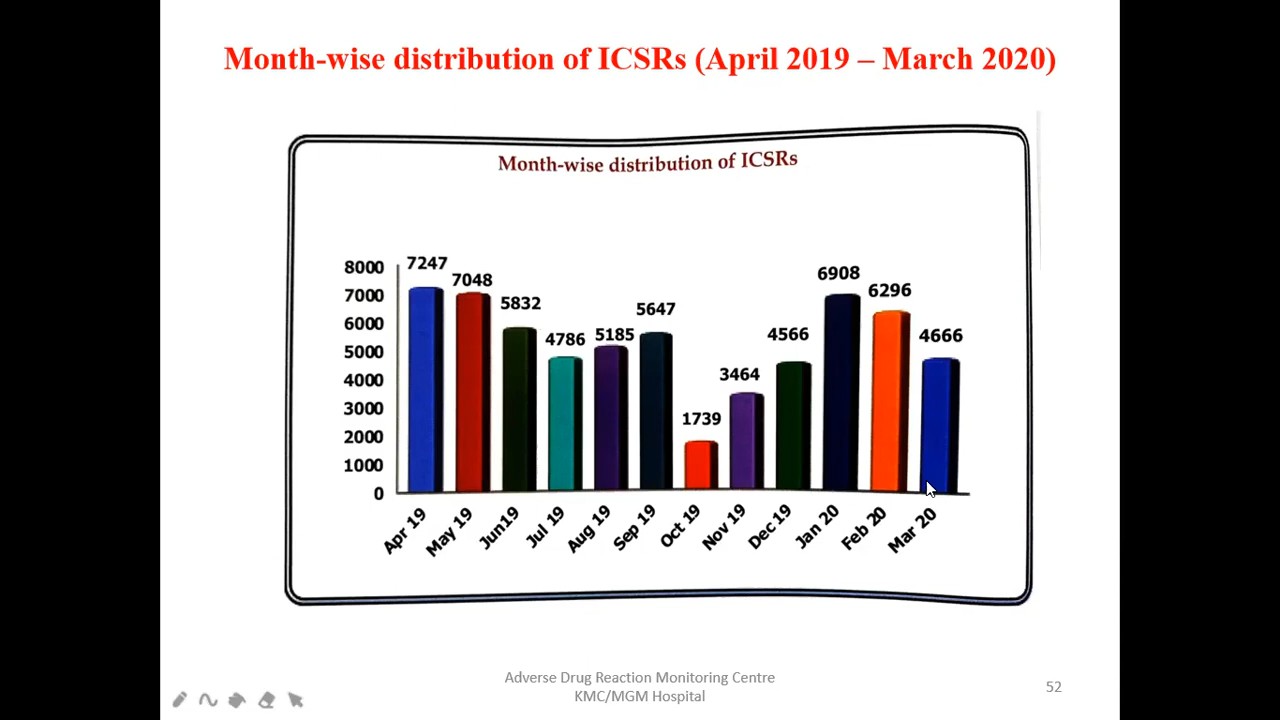 Month-wise distribution of ICSRs (April 2019 – March 2020)
Month-wise distribution of ICSRs
8000
7000
6000
5000
4000
3000
2000
1000
0
7247
7048
5832
4786
5185
5647
1739
3464
4566
6908
6296
4666
Apr 19
May 19
Jun19
Jul 19
Aug 19
Sep 19
Oct 19
Nov 19
Dec 19
Jan 20
Feb 20
Mar 20
Adverse Drug Reaction Monitoring Centre
KMC/MGM Hospital
52